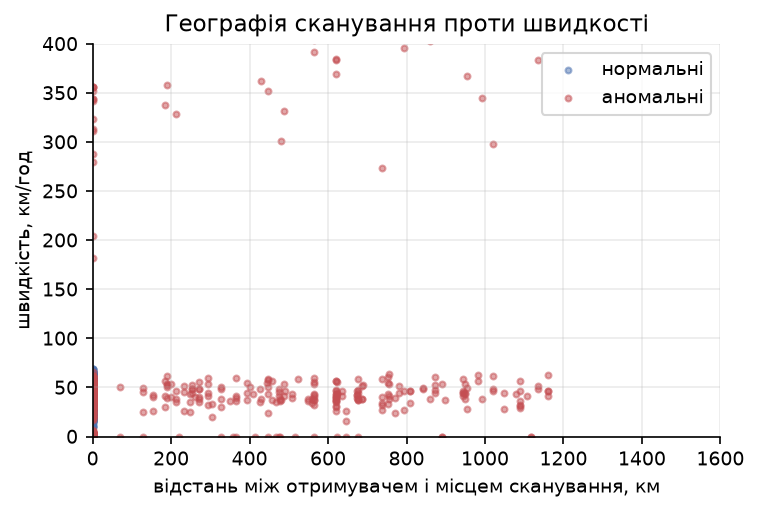 Географія сканування проти швидкості
швидкість, км/год
400
350
300
250
200
150
100
50
0
нормальні
аномальні
0 200 400 600 800 1000 1200 1400 1600
відстань між отримувачем і місцем сканування, км